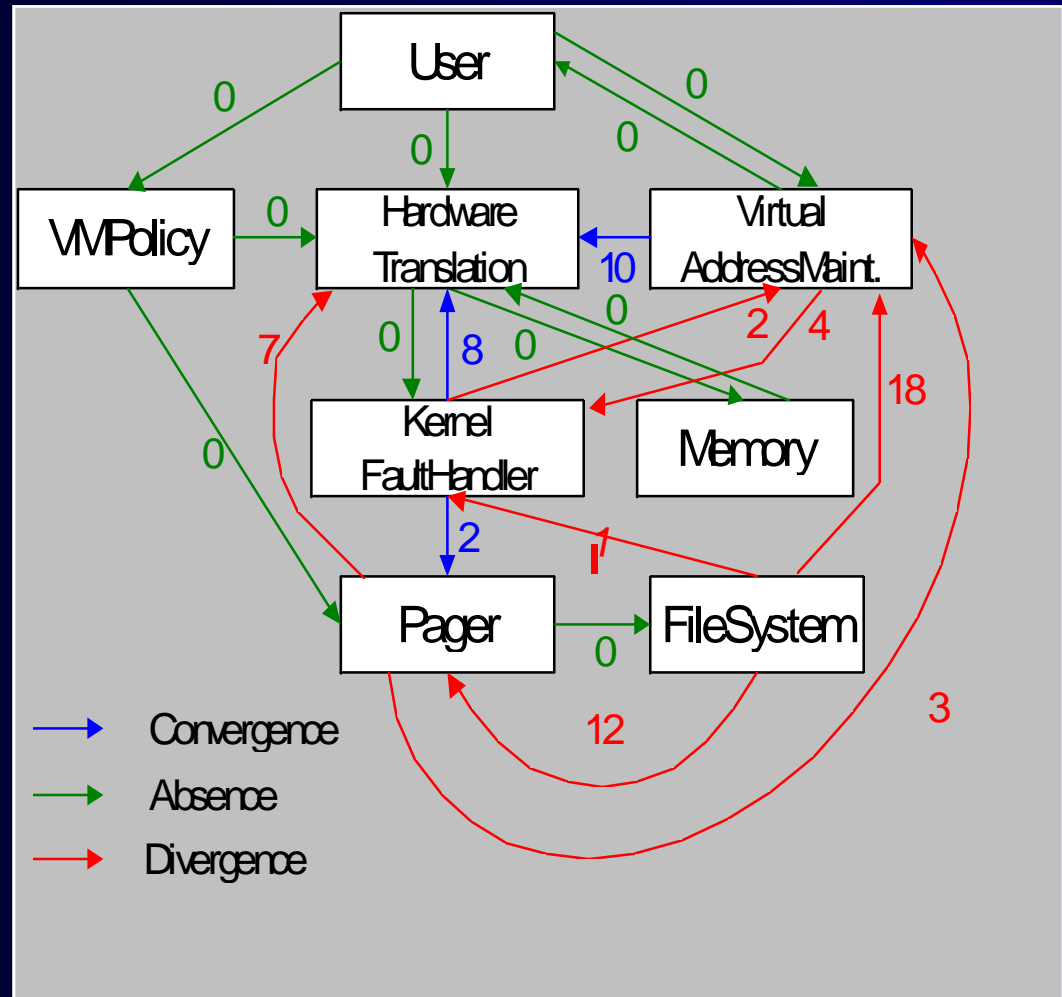 User
0
0
0
0
VMPolicy
0
Hardware
Translation
Virtual
AddressMaint.
10
7
0
8
0
0
2
4
18
0
Kernel
FaultHandler
Memory
2
Pager
0
FileSystem
12
3
Convergence
Absence
Divergence